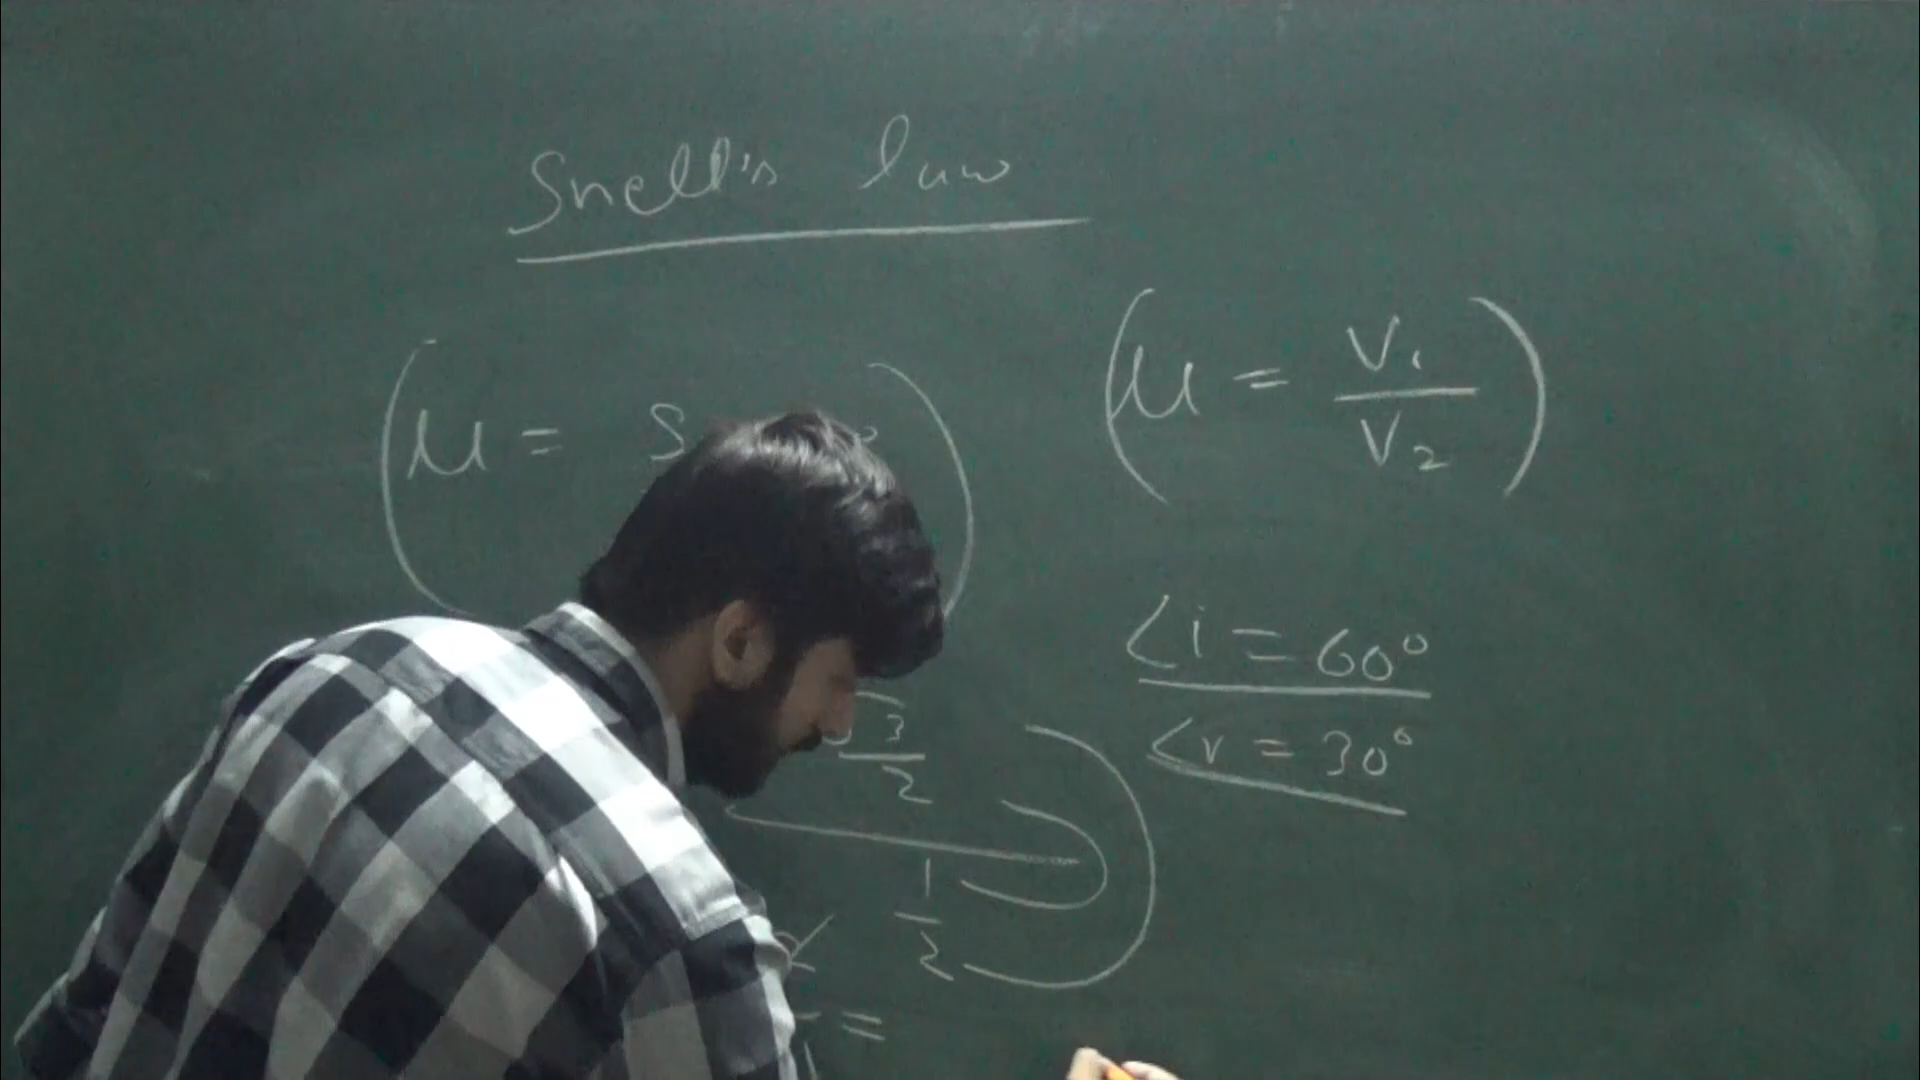 Snell's law
μ = S
μ = V₁ / V₂
∠i = 60°
∠r = 30°
√3 / 2
1 / 2
=